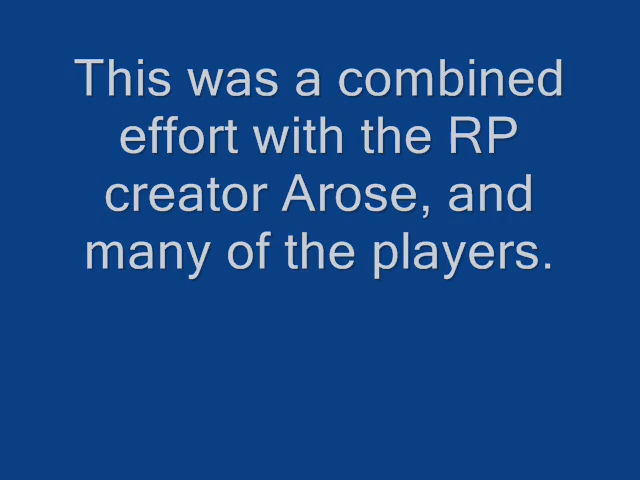 This was a combined
effort with the RP
creator Arose, and
many of the players.